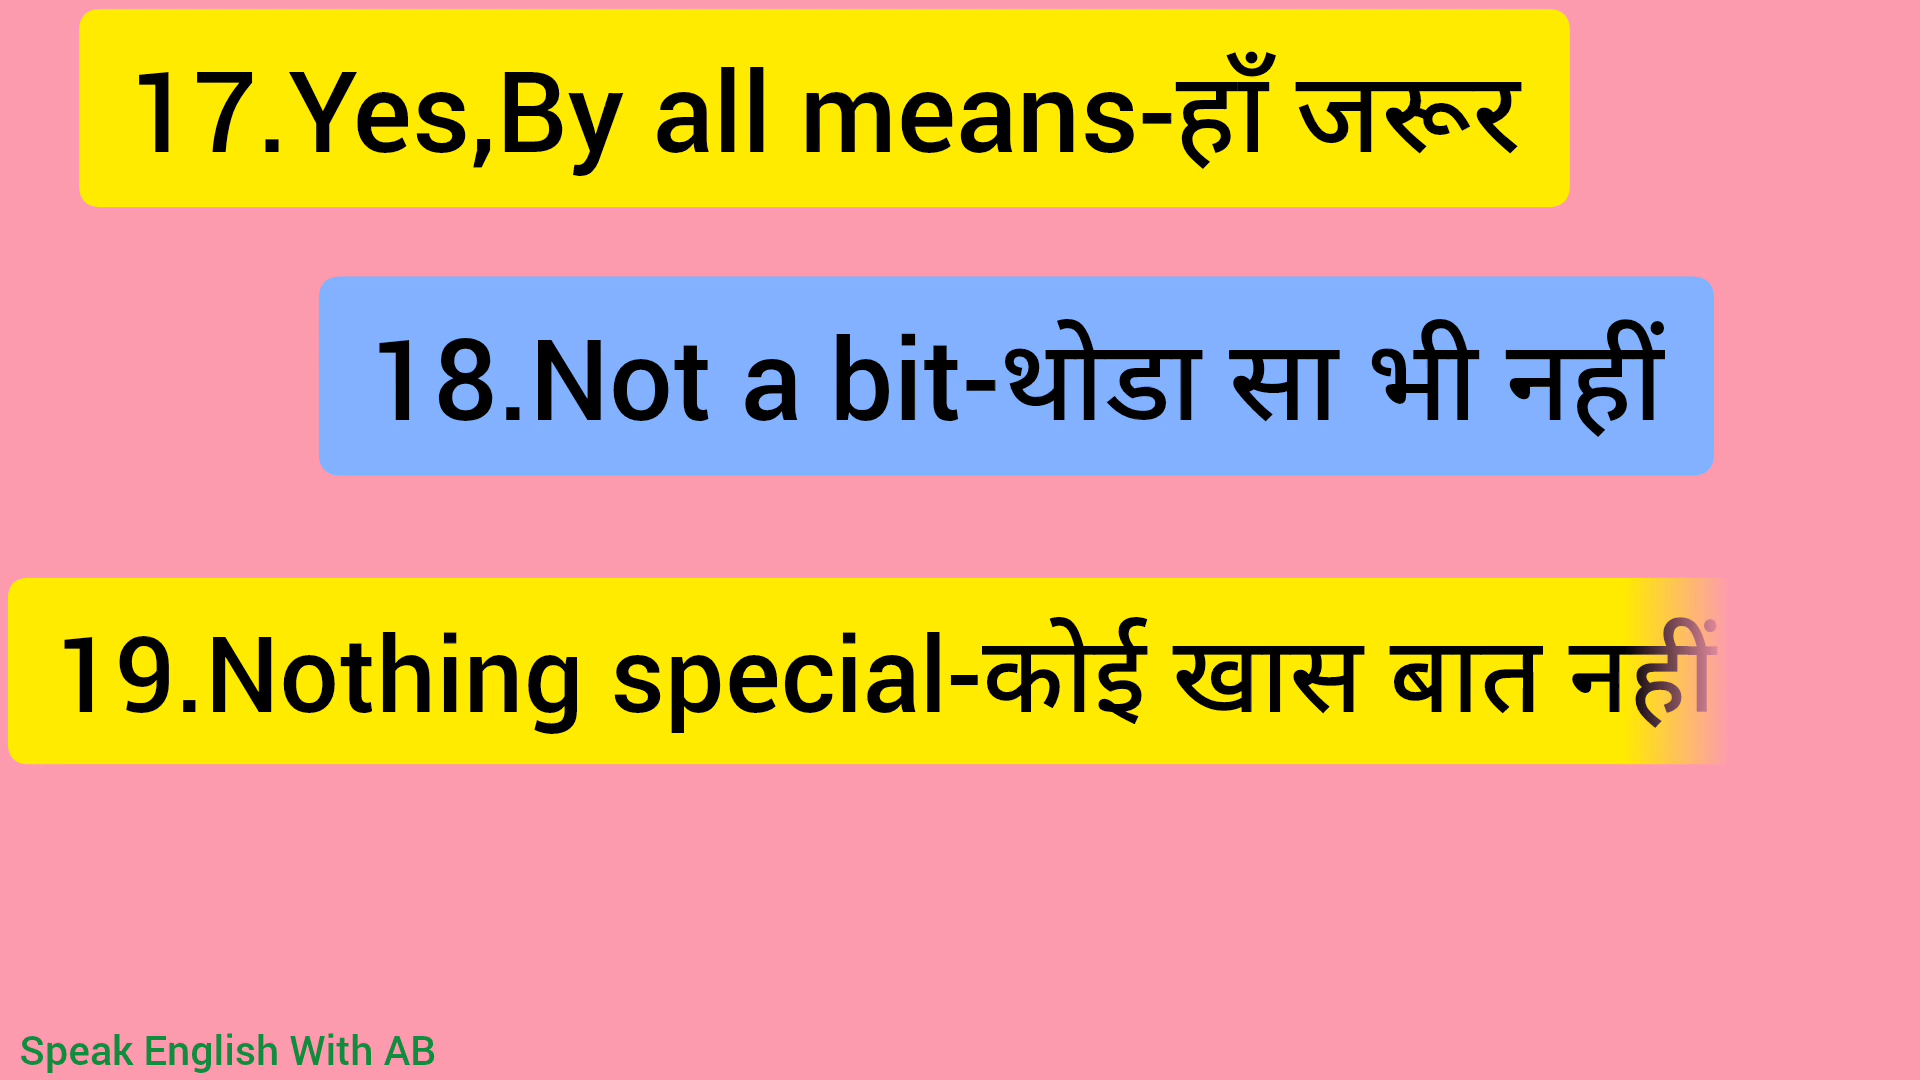 17.Yes,By all means-हाँ जरूर
18.Not a bit-थोडा सा भी नहीं
19.Nothing special-कोई खास बात नहीं
Speak English With AB